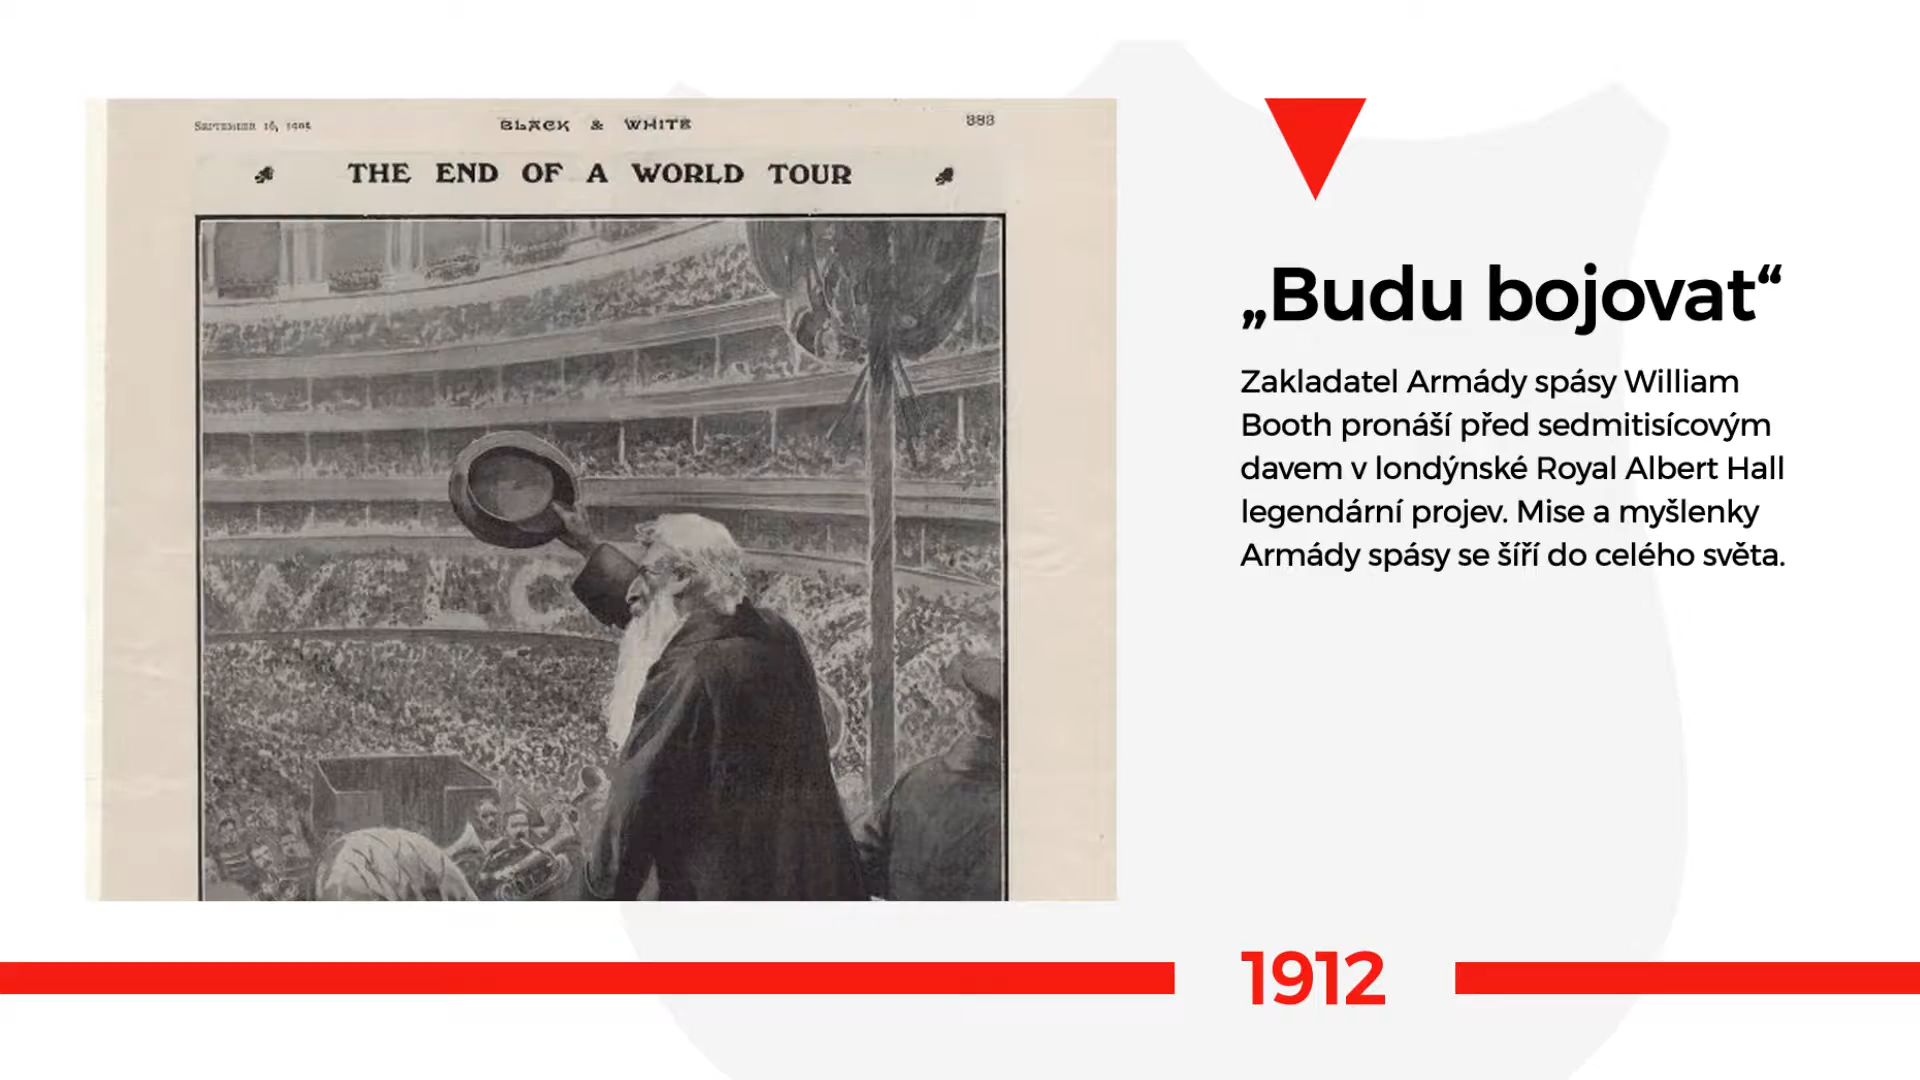 SEPTEMBER 16, 1905
BLACK & WHITE
383
THE END OF A WORLD TOUR
„Budu bojovat“
Zakladatel Armády spásy William
Booth pronáší před sedmitisícovým
davem v londýnské Royal Albert Hall
legendární projev. Mise a myšlenky
Armády spásy se šíří do celého světa.
1912